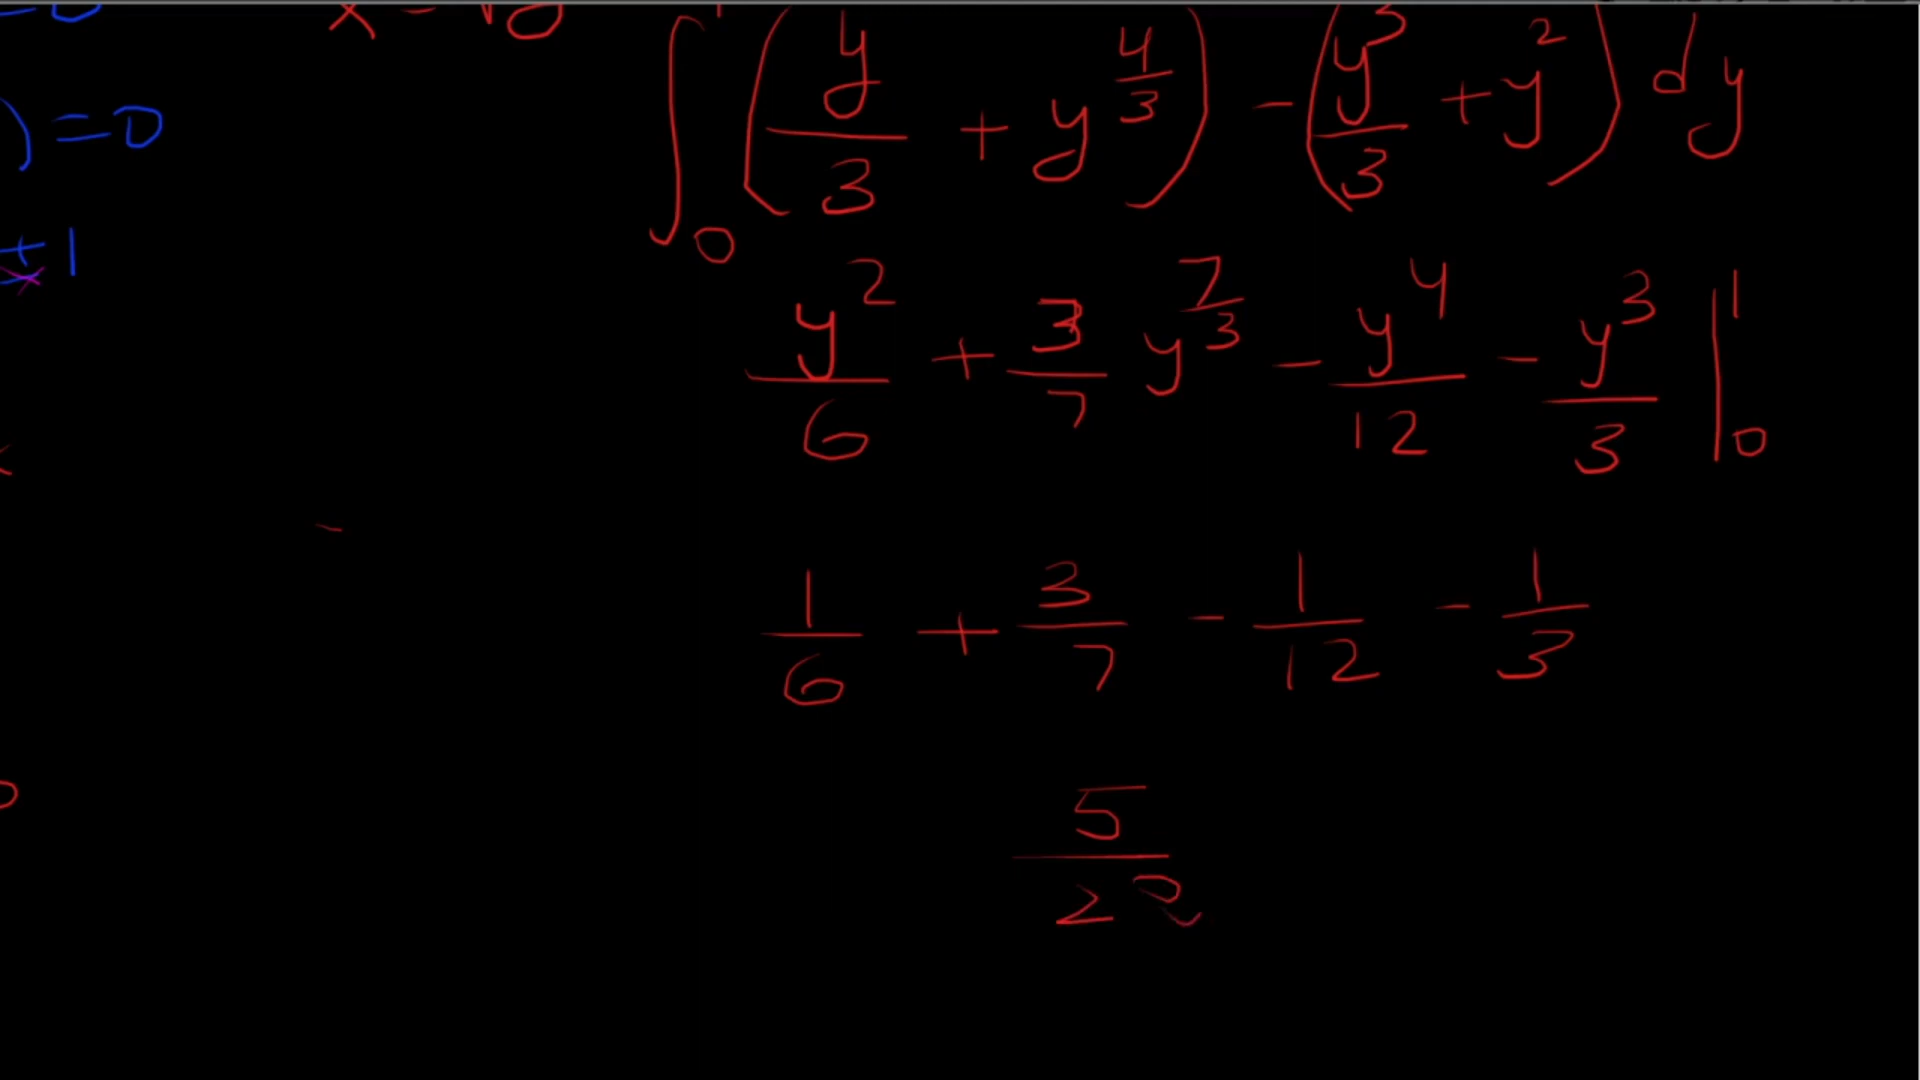 ) = 0
+ 1
∫₀¹ (y/3 + y^(4/3)) - (y³/3 + y²) dy
y²/6 + 3/7 y^(7/3) - y⁴/12 - y³/3 |₀¹
1/6 + 3/7 - 1/12 - 1/3
5/2